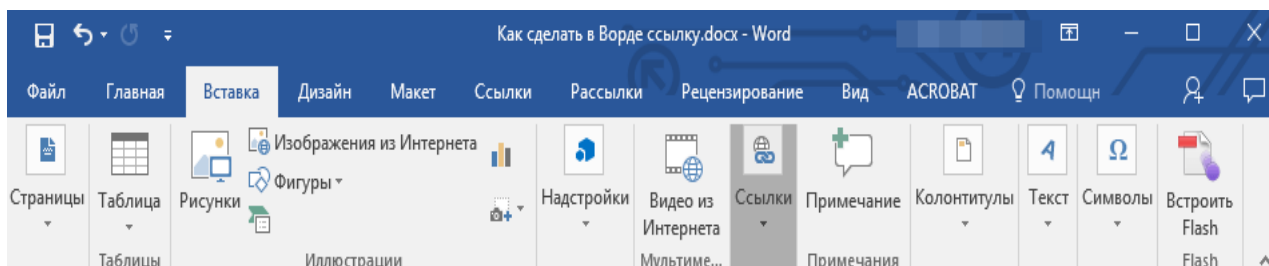 Как сделать в Ворде ссылку.docx - Word
Файл Главная Вставка Дизайн Макет Ссылки Рассылки Рецензирование Вид ACROBAT Помощн
Изображения из Интернета
Фигуры
Страницы Таблица Рисунки Надстройки Видео из Интернета Ссылки Примечание Колонтитулы Текст Символы Встроить Flash
Таблицы Иллюстрации Мультиме... Примечания Flash